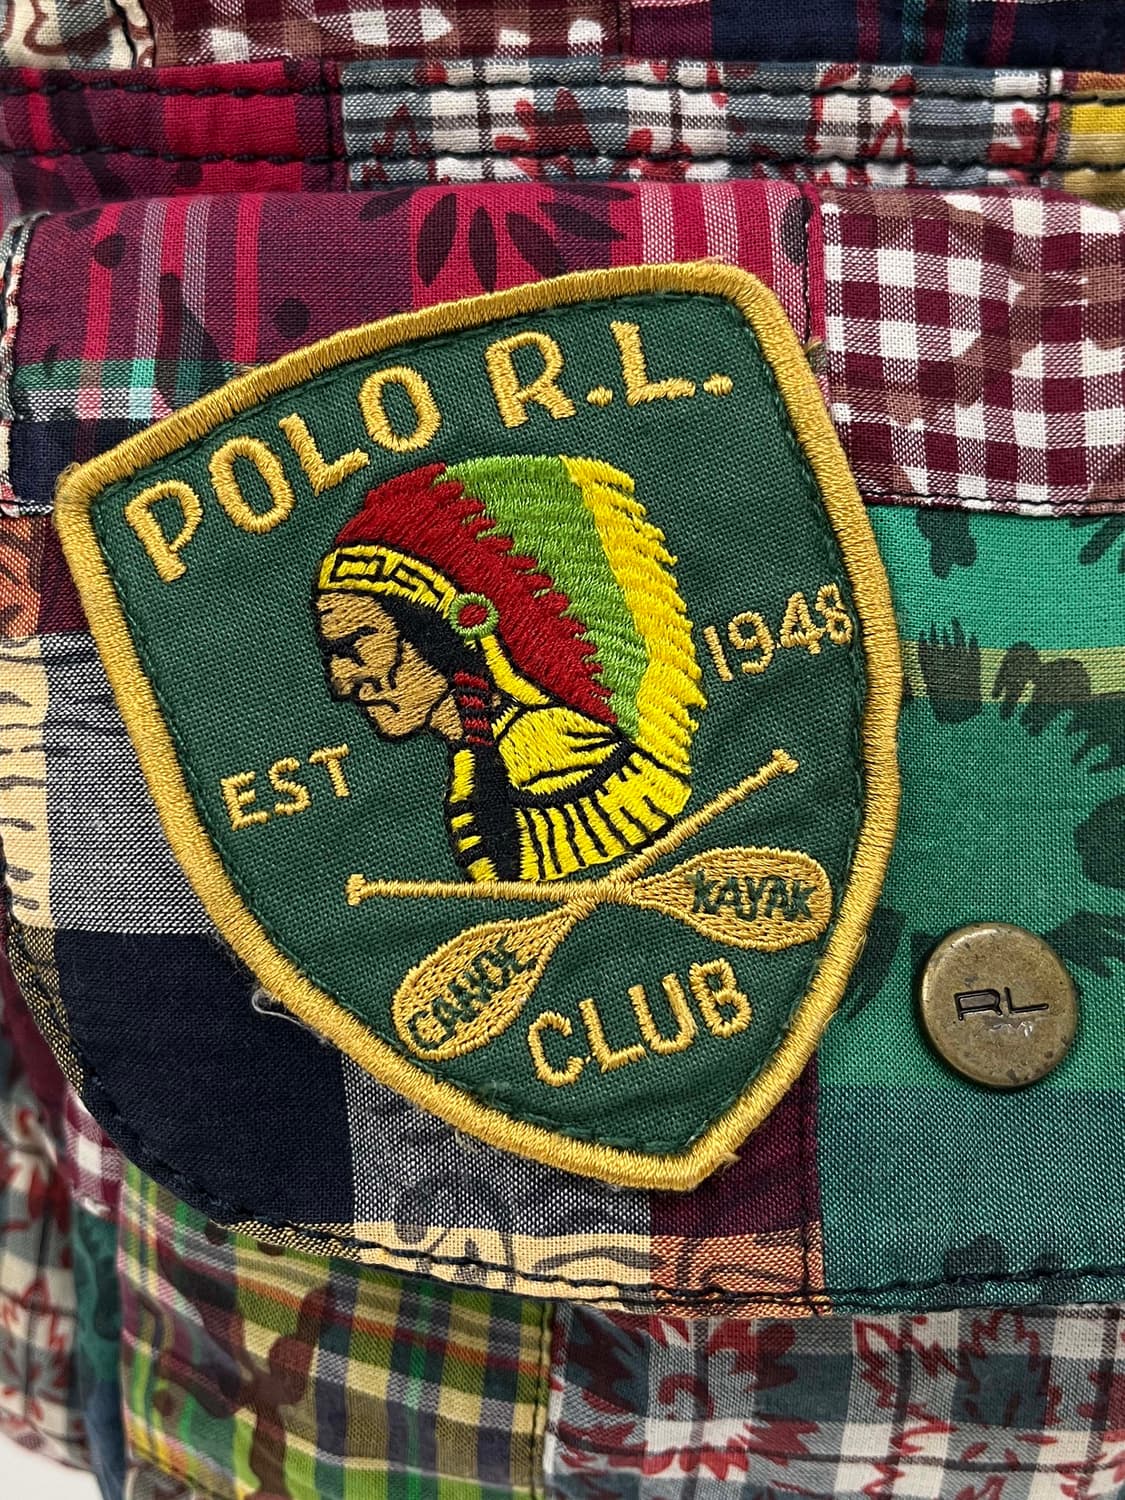 POLO R.L.
EST 1948
KAYAK
CANOE
CLUB
RL